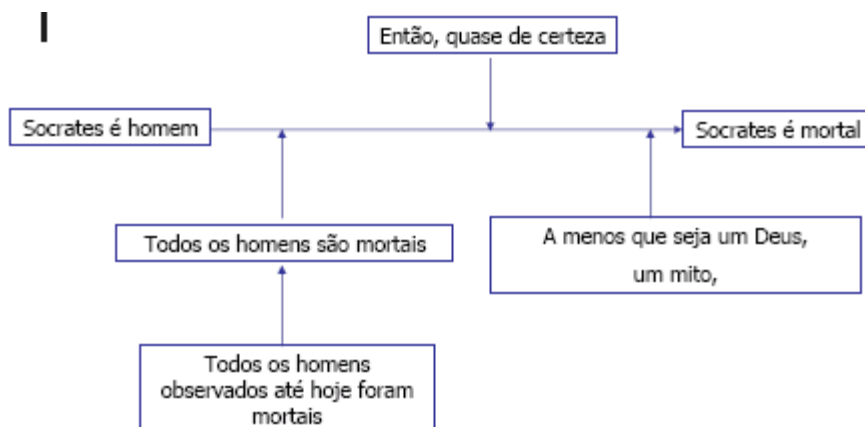 I
Então, quase de certeza
Socrates é homem
Socrates é mortal
Todos os homens são mortais
A menos que seja um Deus,
um mito,
Todos os homens
observados até hoje foram
mortais